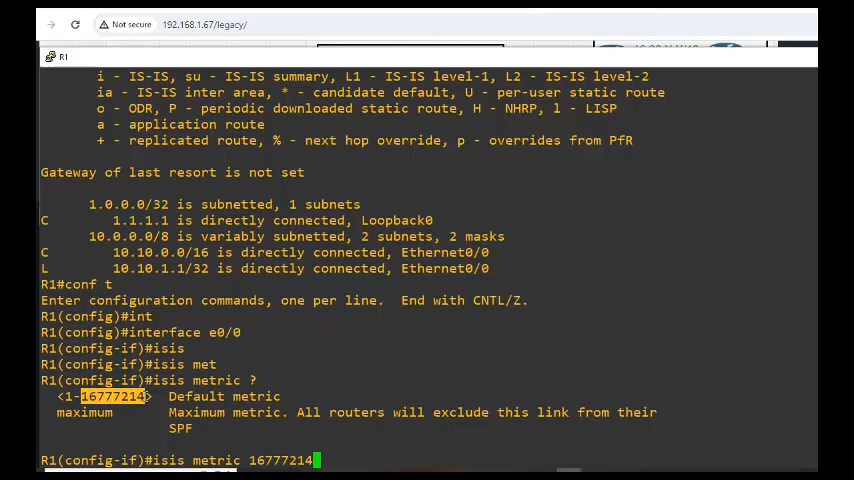 Not secure 192.168.1.67/legacy/
R1
i - IS-IS, su - IS-IS summary, L1 - IS-IS level-1, L2 - IS-IS level-2
ia - IS-IS inter area, * - candidate default, U - per-user static route
o - ODR, P - periodic downloaded static route, H - NHRP, l - LISP
a - application route
+ - replicated route, % - next hop override, p - overrides from PfR
Gateway of last resort is not set
1.0.0.0/32 is subnetted, 1 subnets
C 1.1.1.1 is directly connected, Loopback0
10.0.0.0/8 is variably subnetted, 2 subnets, 2 masks
C 10.10.0.0/16 is directly connected, Ethernet0/0
L 10.10.1.1/32 is directly connected, Ethernet0/0
R1#conf t
Enter configuration commands, one per line. End with CNTL/Z.
R1(config)#int
R1(config)#interface e0/0
R1(config-if)#isis
R1(config-if)#isis met
R1(config-if)#isis metric ?
<1-16777214> Default metric
maximum Maximum metric. All routers will exclude this link from their
SPF
R1(config-if)#isis metric 16777214